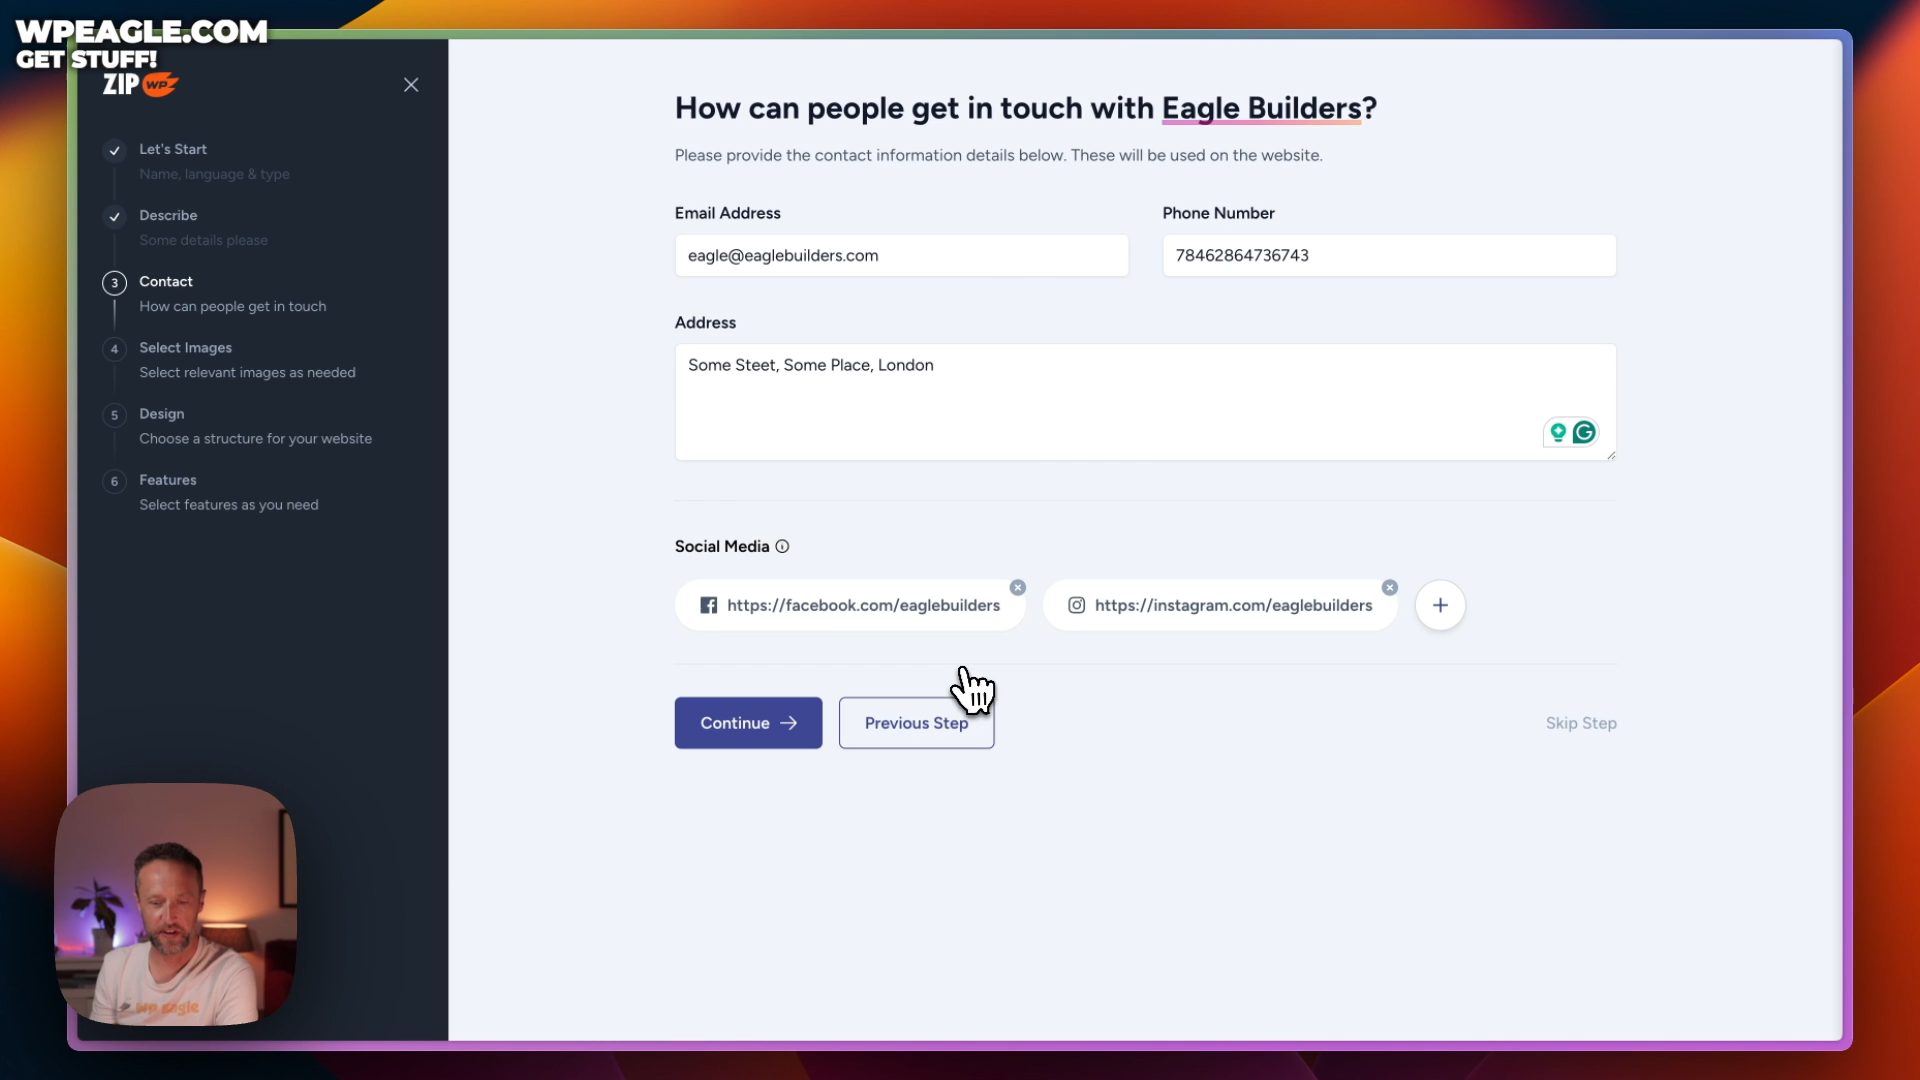 WPEAGLE.COM
GET STUFF!
ZIP WP
Let's Start
Name, language & type
Describe
Some details please
3
Contact
How can people get in touch
4
Select Images
Select relevant images as needed
5
Design
Choose a structure for your website
6
Features
Select features as you need
How can people get in touch with Eagle Builders?
Please provide the contact information details below. These will be used on the website.
Email Address
Phone Number
eagle@eaglebuilders.com
78462864736743
Address
Some Steet, Some Place, London
Social Media
https://facebook.com/eaglebuilders
https://instagram.com/eaglebuilders
Continue
Previous Step
Skip Step
wp eagle